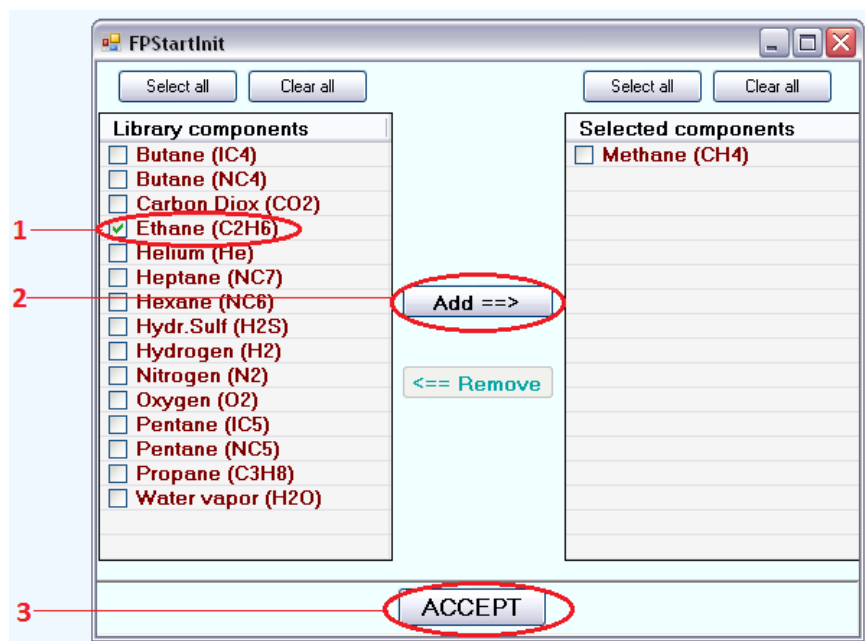 FPStartInit
Select all
Clear all
Select all
Clear all
Library components
Selected components
Butane (IC4)
Methane (CH4)
Butane (NC4)
Carbon Diox (CO2)
1
Ethane (C2H6)
Helium (He)
Heptane (NC7)
2
Hexane (NC6)
Add ==>
Hydr.Sulf (H2S)
Hydrogen (H2)
Nitrogen (N2)
<== Remove
Oxygen (O2)
Pentane (IC5)
Pentane (NC5)
Propane (C3H8)
Water vapor (H2O)
3
ACCEPT